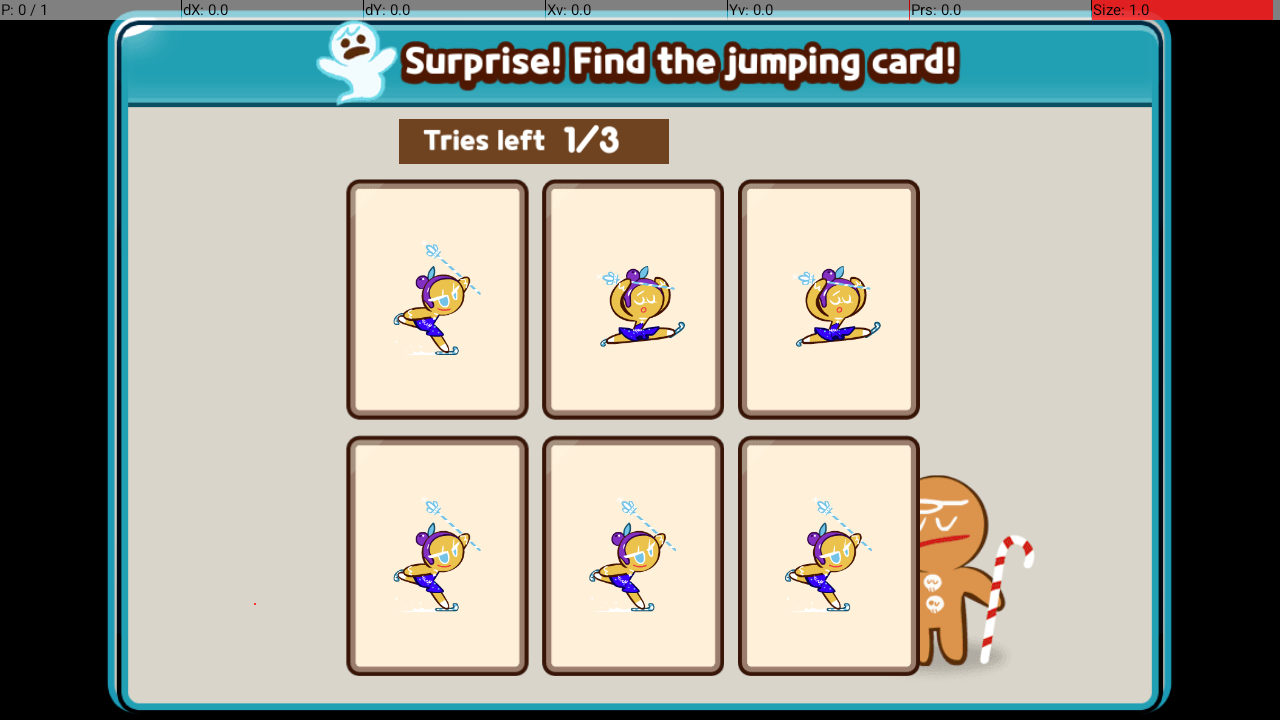 P: 0 / 1 dX: 0.0 dY: 0.0 Xv: 0.0 Yv: 0.0 Prs: 0.0 Size: 1.0
Surprise! Find the jumping card!
Tries left 1/3